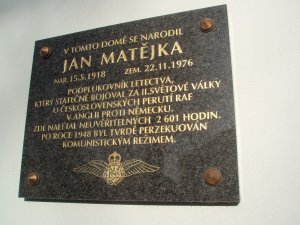 V TOMTO DOMĚ SE NARODIL
JAN MATĚJKA
NAR. 15.5.1918 ZEM. 22.11.1976
PODPLUKOVNÍK LETECTVA,
KTERÝ STATEČNĚ BOJOVAL ZA II.SVĚTOVÉ VÁLKY
U ČESKOSLOVENSKÝCH PERUTÍ RAF
V ANGLII PROTI NĚMECKU.
ZDE NALÉTAL NEUVĚŘITELNÝCH 2 601 HODIN.
PO ROCE 1948 BYL TVRDĚ PERZEKUOVÁN
KOMUNISTICKÝM REŽIMEM.